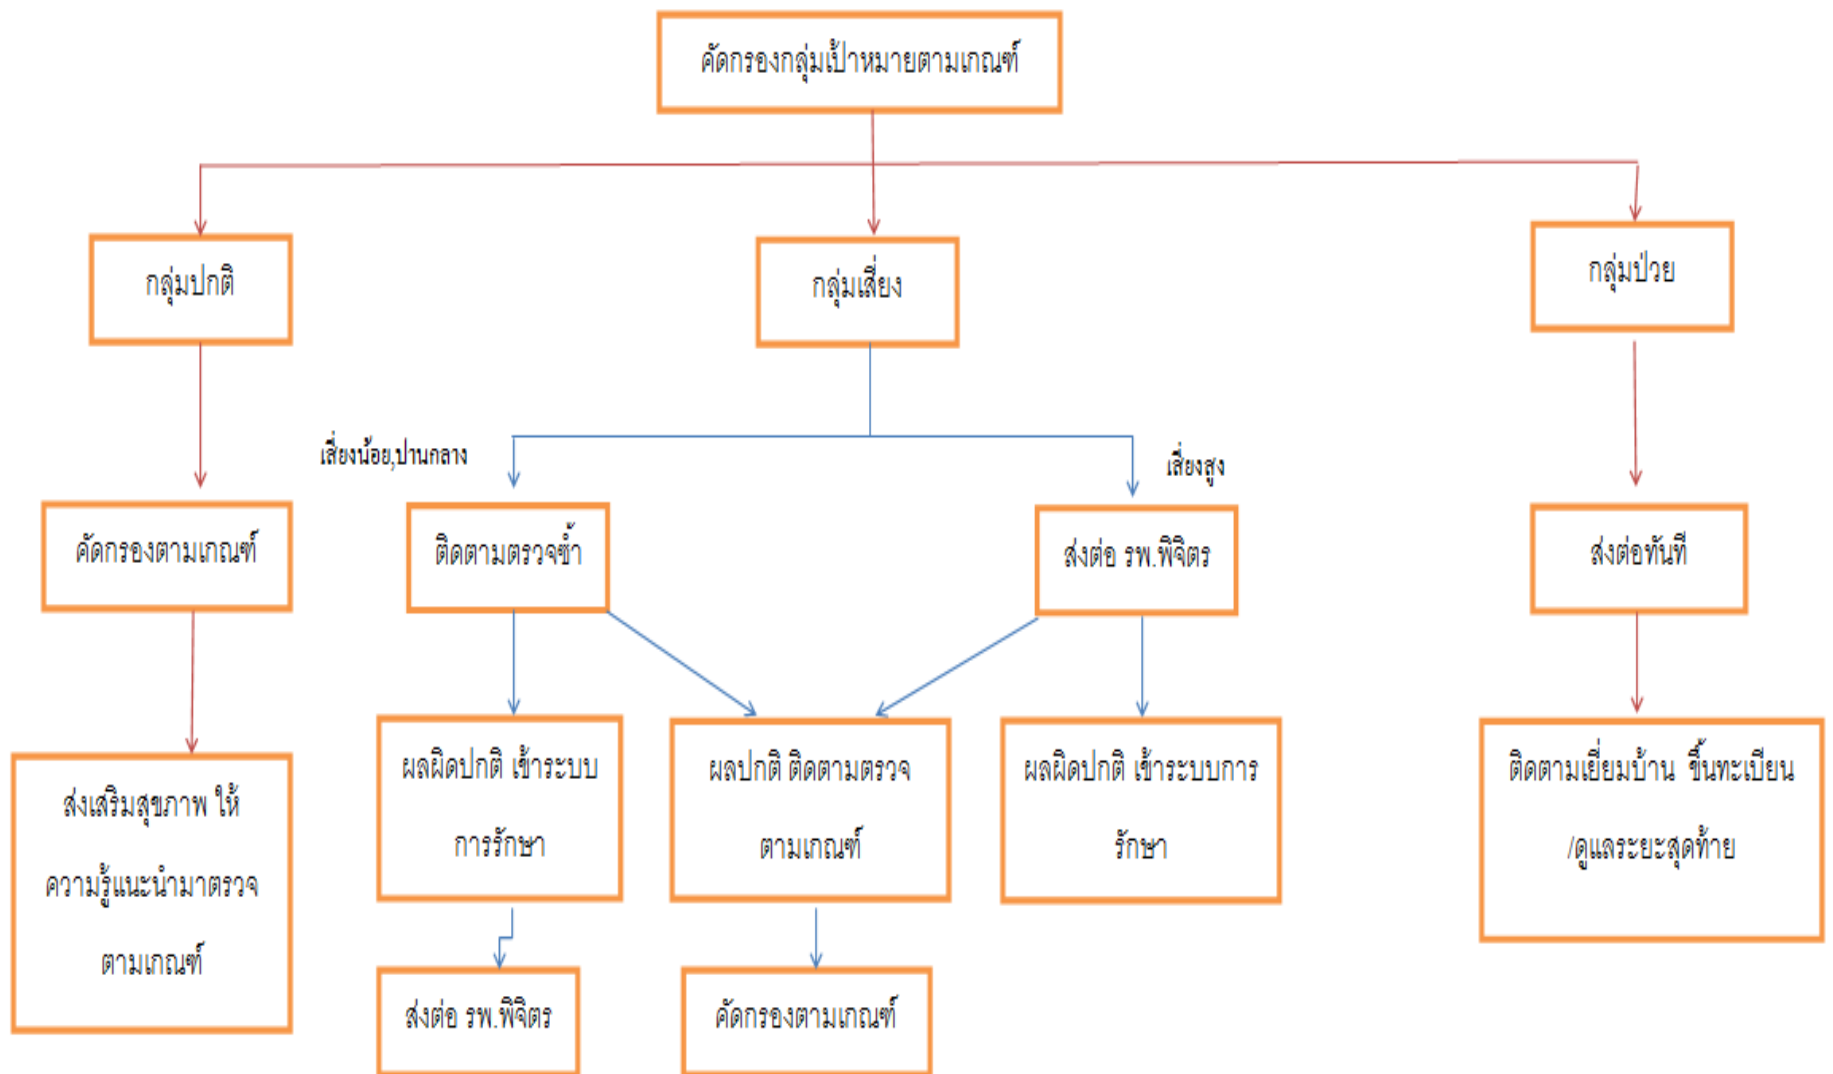 คัดกรองกลุ่มเป้าหมายตามเกณฑ์
กลุ่มปกติ
กลุ่มเสี่ยง
กลุ่มป่วย
เสี่ยงน้อย,ปานกลาง
เสี่ยงสูง
คัดกรองตามเกณฑ์
ติดตามตรวจซ้ำ
ส่งต่อ รพ.พิจิตร
ส่งต่อทันที
ส่งเสริมสุขภาพ ให้
ความรู้แนะนำมาตรวจ
ตามเกณฑ์
ผลผิดปกติ เข้าระบบ
การรักษา
ผลปกติ ติดตามตรวจ
ตามเกณฑ์
ผลผิดปกติ เข้าระบบการ
รักษา
ติดตามเยี่ยมบ้าน ขึ้นทะเบียน
/ดูแลระยะสุดท้าย
ส่งต่อ รพ.พิจิตร
คัดกรองตามเกณฑ์